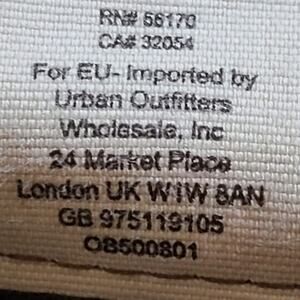 RN# 66170
CA# 32054
For EU- Imported by
Urban Outfitters
Wholesale, Inc
24 Market Place
London UK W1W 8AN
GB 975119105
OB500801